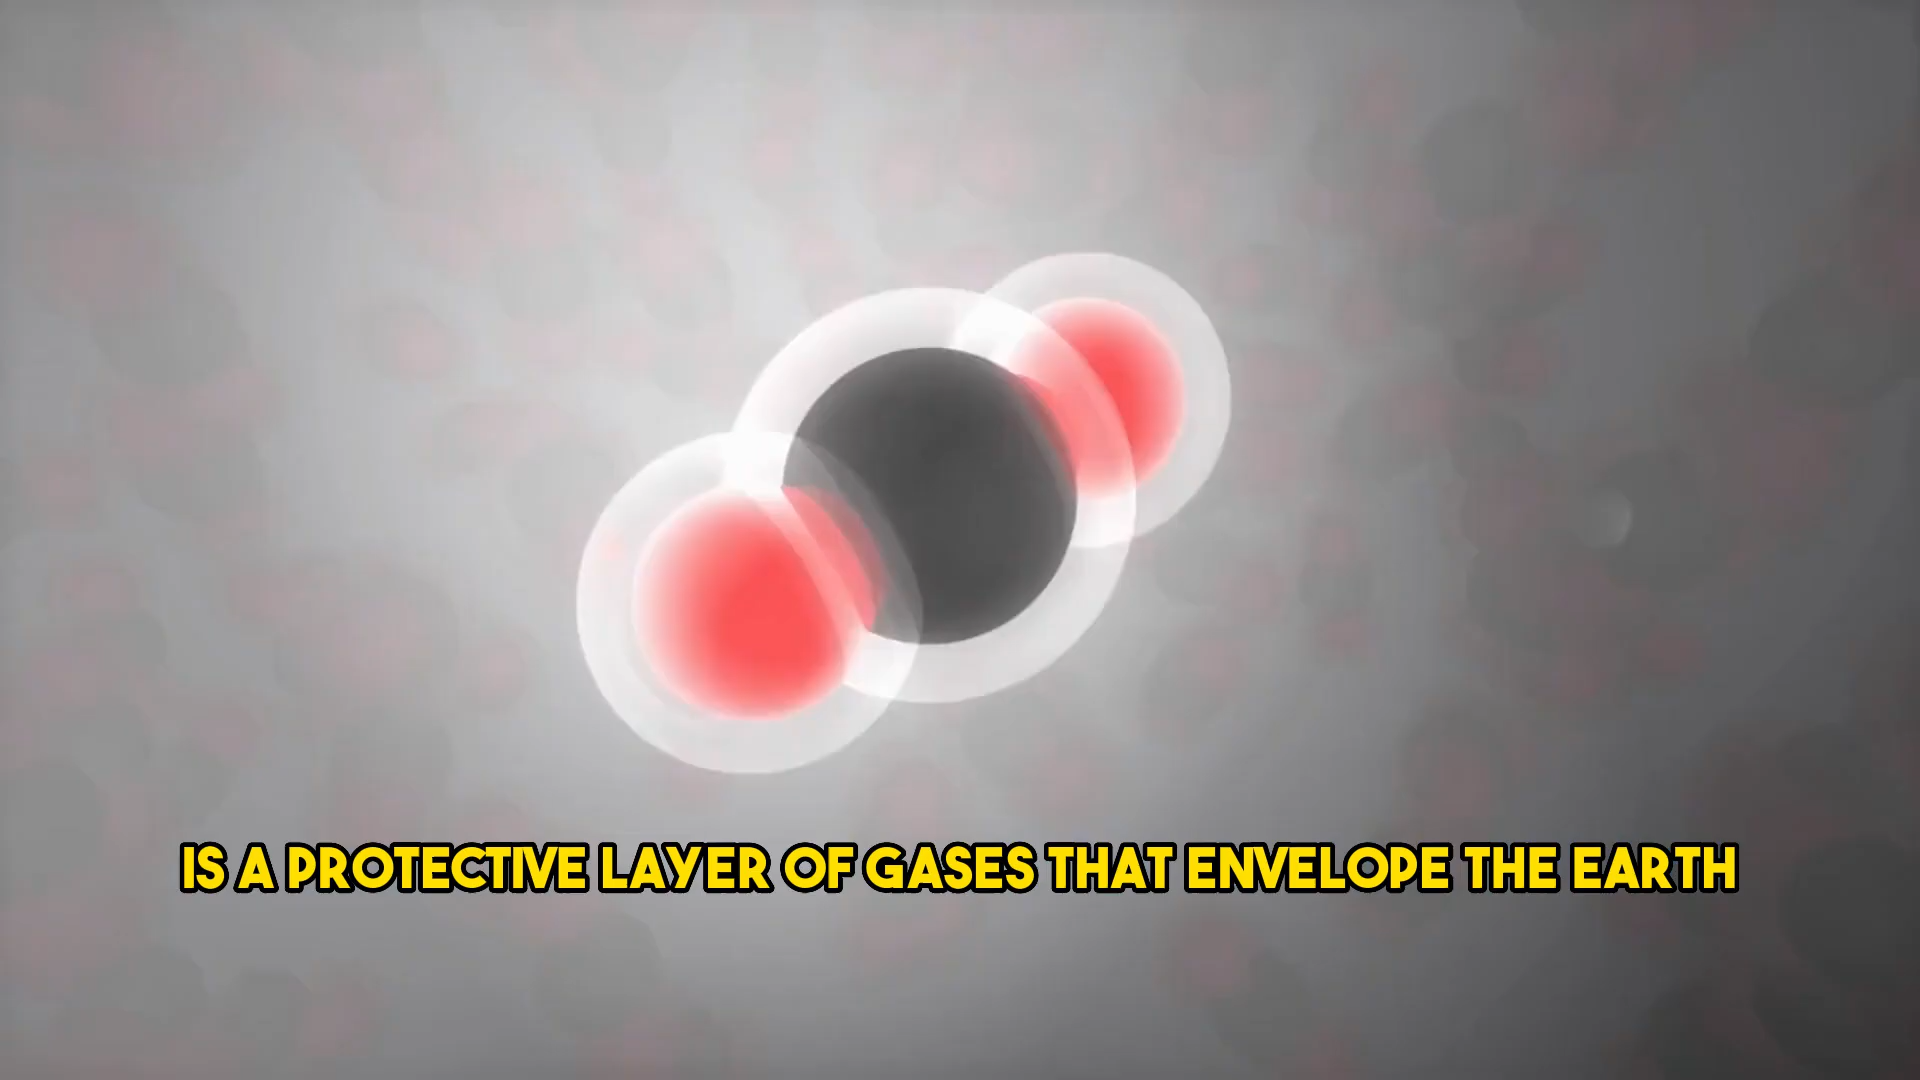 IS A PROTECTIVE LAYER OF GASES THAT ENVELOPE THE EARTH